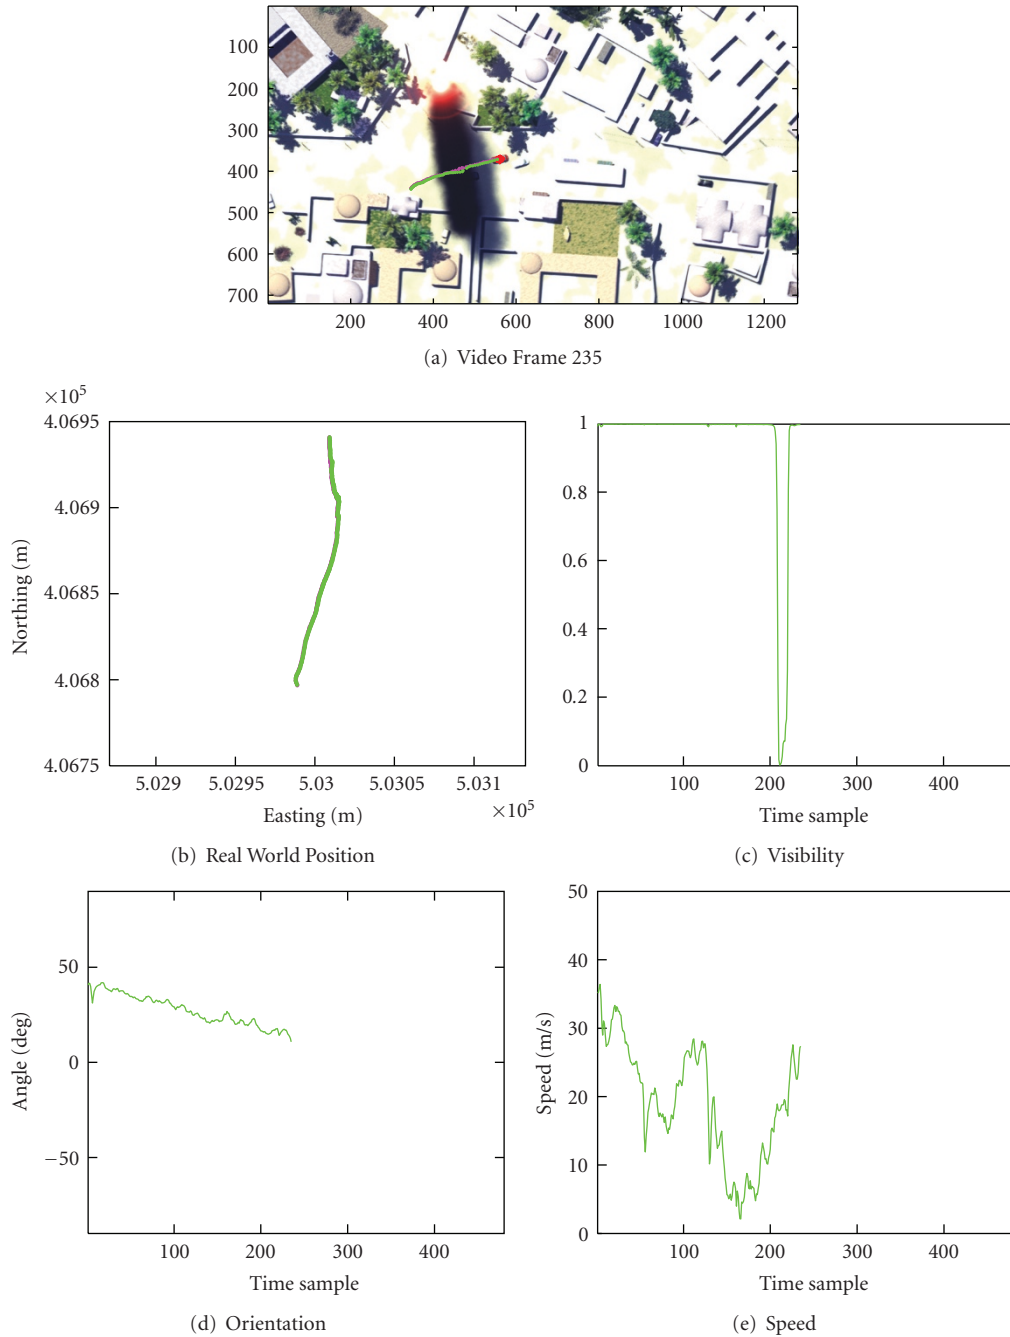 100
200
300
400
500
600
700
200 400 600 800 1000 1200
(a) Video Frame 235
×10⁵
4.0695
4.069
4.0685
4.068
4.0675
Northing (m)
5.029 5.0295 5.03 5.0305 5.031
Easting (m) ×10⁵
(b) Real World Position
1
0.8
0.6
0.4
0.2
0
100 200 300 400
Time sample
(c) Visibility
50
0
−50
Angle (deg)
100 200 300 400
Time sample
(d) Orientation
50
40
30
20
10
0
Speed (m/s)
100 200 300 400
Time sample
(e) Speed